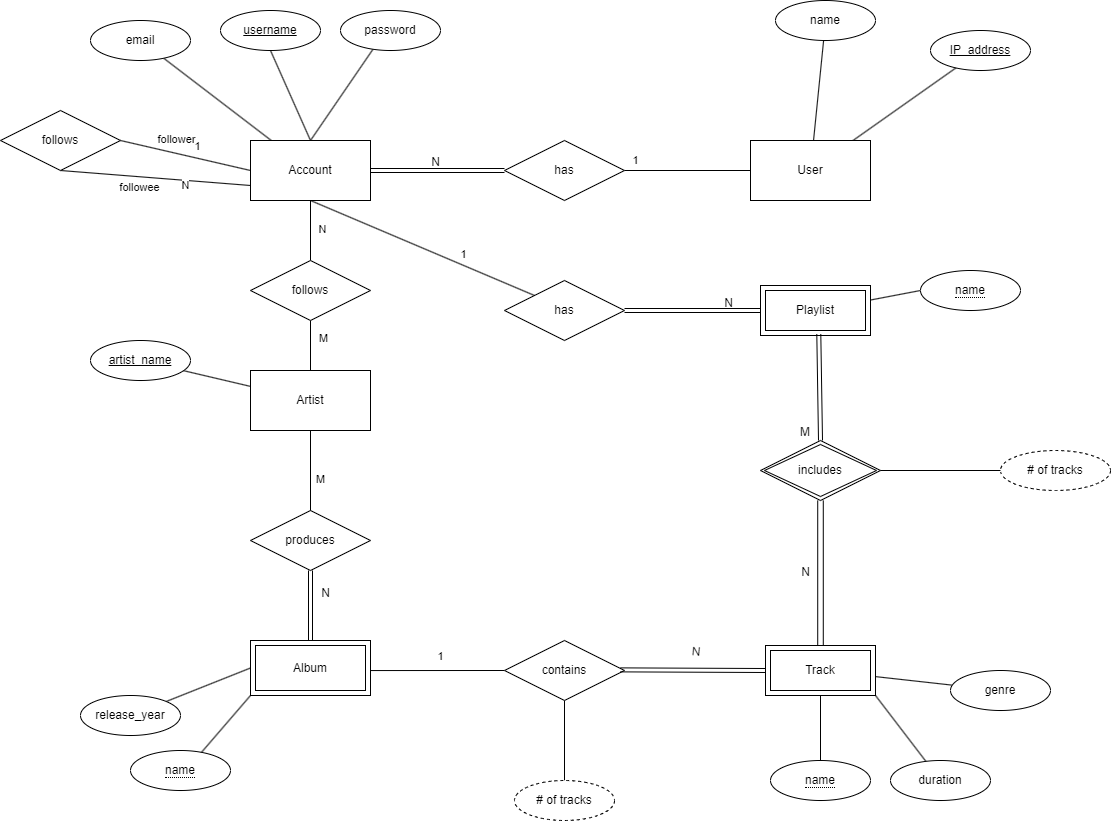 name
username
password
email
IP_address
follows
follower
1
followee
N
Account
N
has
1
User
N
1
follows
has
N
Playlist
name
M
artist_name
Artist
M
includes
# of tracks
M
produces
N
N
Album
1
contains
N
Track
release_year
genre
name
name
duration
# of tracks